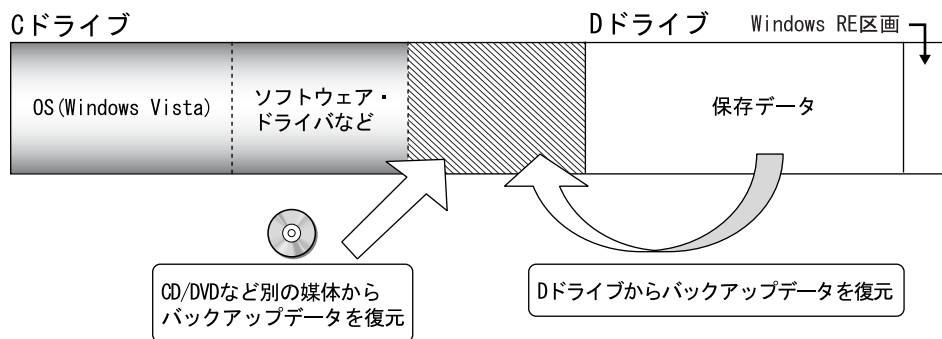 Cドライブ
Dドライブ
Windows RE区画
OS(Windows Vista)
ソフトウェア・
ドライバなど
保存データ
CD/DVDなど別の媒体から
バックアップデータを復元
Dドライブからバックアップデータを復元